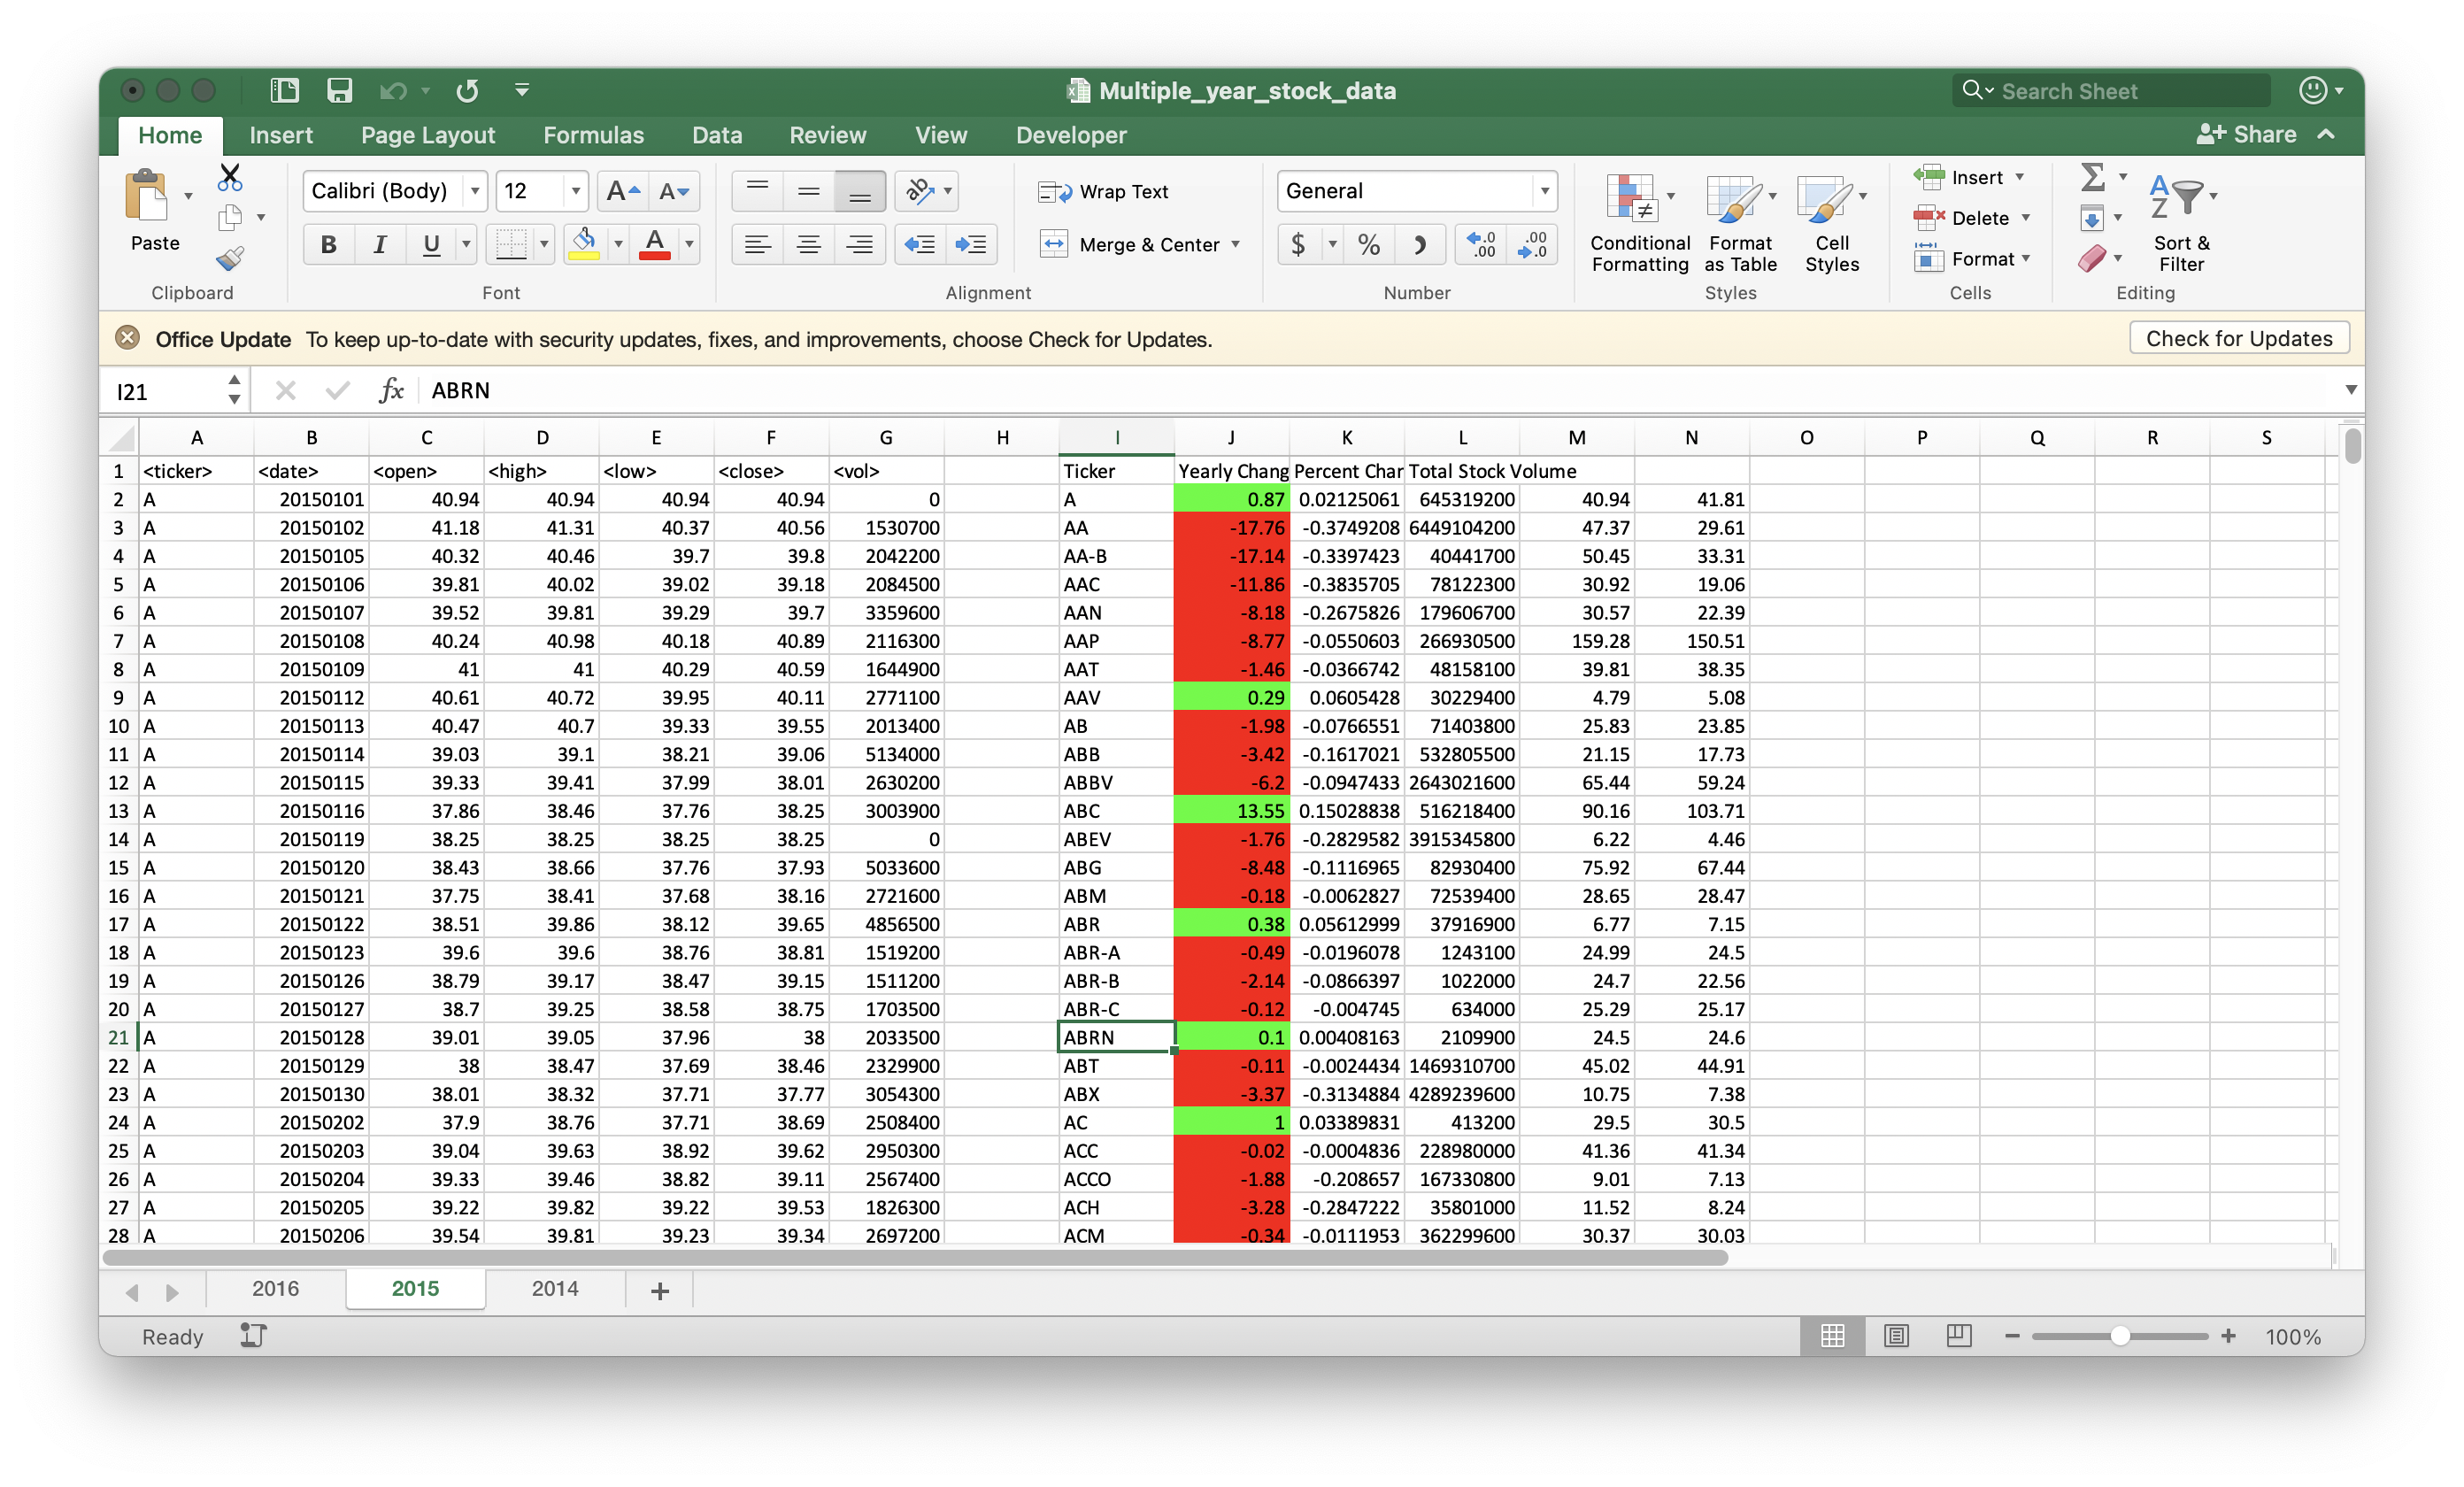 Multiple_year_stock_data
Search Sheet
Home Insert Page Layout Formulas Data Review View Developer
Share
Paste
Calibri (Body) 12
Wrap Text
General
B I U
Merge & Center
$ %
Conditional Formatting
Format as Table
Cell Styles
Insert
Delete
Format
Sort & Filter
Clipboard Font Alignment Number Styles Cells Editing
Office Update To keep up-to-date with security updates, fixes, and improvements, choose Check for Updates.
Check for Updates
I21 fx ABRN
A B C D E F G H I J K L M N O P Q R S
1 <ticker> <date> <open> <high> <low> <close> <vol> Ticker Yearly Chang Percent Char Total Stock Volume
2 A 20150101 40.94 40.94 40.94 40.94 0 A 0.87 0.02125061 645319200 40.94 41.81
3 A 20150102 41.18 41.31 40.37 40.56 1530700 AA -17.76 -0.3749208 6449104200 47.37 29.61
4 A 20150105 40.32 40.46 39.7 39.8 2042200 AA-B -17.14 -0.3397423 40441700 50.45 33.31
5 A 20150106 39.81 40.02 39.02 39.18 2084500 AAC -11.86 -0.3835705 78122300 30.92 19.06
6 A 20150107 39.52 39.81 39.29 39.7 3359600 AAN -8.18 -0.2675826 179606700 30.57 22.39
7 A 20150108 40.24 40.98 40.18 40.89 2116300 AAP -8.77 -0.0550603 266930500 159.28 150.51
8 A 20150109 41 41 40.29 40.59 1644900 AAT -1.46 -0.0366742 48158100 39.81 38.35
9 A 20150112 40.61 40.72 39.95 40.11 2771100 AAV 0.29 0.0605428 30229400 4.79 5.08
10 A 20150113 40.47 40.7 39.33 39.55 2013400 AB -1.98 -0.0766551 71403800 25.83 23.85
11 A 20150114 39.03 39.1 38.21 39.06 5134000 ABB -3.42 -0.1617021 532805500 21.15 17.73
12 A 20150115 39.33 39.41 37.99 38.01 2630200 ABBV -6.2 -0.0947433 2643021600 65.44 59.24
13 A 20150116 37.86 38.46 37.76 38.25 3003900 ABC 13.55 0.15028838 516218400 90.16 103.71
14 A 20150119 38.25 38.25 38.25 38.25 0 ABEV -1.76 -0.2829582 3915345800 6.22 4.46
15 A 20150120 38.43 38.66 37.76 37.93 5033600 ABG -8.48 -0.1116965 82930400 75.92 67.44
16 A 20150121 37.75 38.41 37.68 38.16 2721600 ABM -0.18 -0.0062827 72539400 28.65 28.47
17 A 20150122 38.51 39.86 38.12 39.65 4856500 ABR 0.38 0.05612999 37916900 6.77 7.15
18 A 20150123 39.6 39.6 38.76 38.81 1519200 ABR-A -0.49 -0.0196078 1243100 24.99 24.5
19 A 20150126 38.79 39.17 38.47 39.15 1511200 ABR-B -2.14 -0.0866397 1022000 24.7 22.56
20 A 20150127 38.7 39.25 38.58 38.75 1703500 ABR-C -0.12 -0.004745 634000 25.29 25.17
21 A 20150128 39.01 39.05 37.96 38 2033500 ABRN 0.1 0.00408163 2109900 24.5 24.6
22 A 20150129 38 38.47 37.69 38.46 2329900 ABT -0.11 -0.0024434 1469310700 45.02 44.91
23 A 20150130 38.01 38.32 37.71 37.77 3054300 ABX -3.37 -0.3134884 4289239600 10.75 7.38
24 A 20150202 37.9 38.76 37.71 38.69 2508400 AC 1 0.03389831 413200 29.5 30.5
25 A 20150203 39.04 39.63 38.92 39.62 2950300 ACC -0.02 -0.0004836 228980000 41.36 41.34
26 A 20150204 39.33 39.46 38.82 39.11 2567400 ACCO -1.88 -0.208657 167330800 9.01 7.13
27 A 20150205 39.22 39.82 39.22 39.53 1826300 ACH -3.28 -0.2847222 35801000 11.52 8.24
28 A 20150206 39.54 39.81 39.23 39.34 2697200 ACM -0.34 -0.0111953 362299600 30.37 30.03
2016 2015 2014 +
Ready
100%